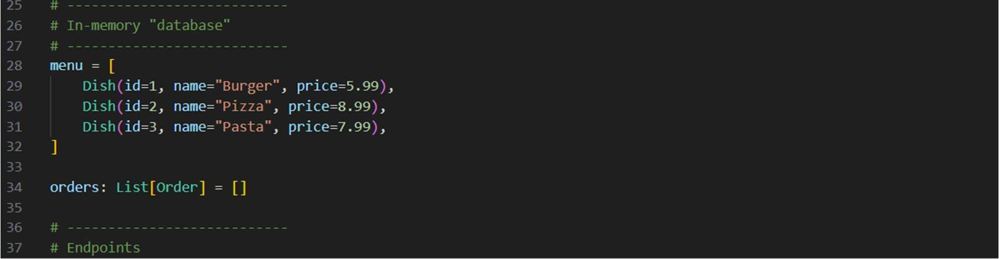 25 # ---------------------------
26 # In-memory "database"
27 # ---------------------------
28 menu = [
29     Dish(id=1, name="Burger", price=5.99),
30     Dish(id=2, name="Pizza", price=8.99),
31     Dish(id=3, name="Pasta", price=7.99),
32 ]
33
34 orders: List[Order] = []
35
36 # ---------------------------
37 # Endpoints